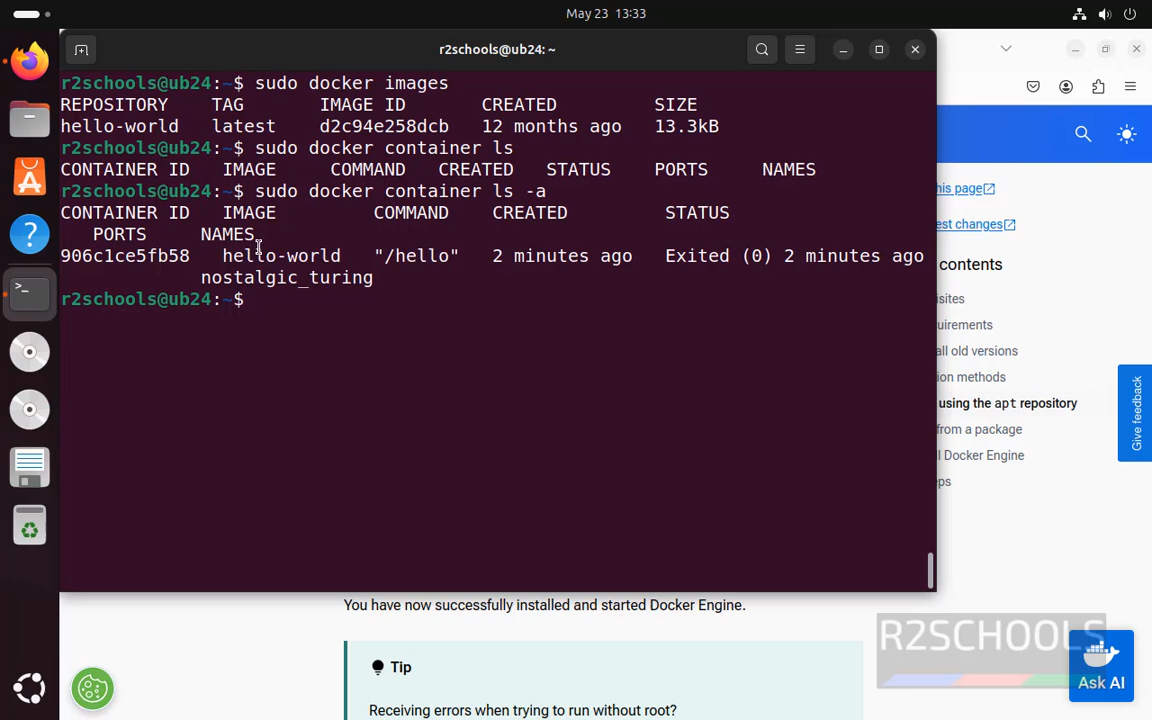 May 23 13:33
r2schools@ub24: ~
r2schools@ub24:~$ sudo docker images
REPOSITORY TAG IMAGE ID CREATED SIZE
hello-world latest d2c94e258dcb 12 months ago 13.3kB
r2schools@ub24:~$ sudo docker container ls
CONTAINER ID IMAGE COMMAND CREATED STATUS PORTS NAMES
r2schools@ub24:~$ sudo docker container ls -a
CONTAINER ID IMAGE COMMAND CREATED STATUS
PORTS NAMES
906c1ce5fb58 hello-world "/hello" 2 minutes ago Exited (0) 2 minutes ago
nostalgic_turing
r2schools@ub24:~$
this page
est changes
contents
isites
uirements
all old versions
ion methods
using the apt repository
from a package
l Docker Engine
eps
Give feedback
You have now successfully installed and started Docker Engine.
Tip
Receiving errors when trying to run without root?
R2SCHOOLS
Ask AI